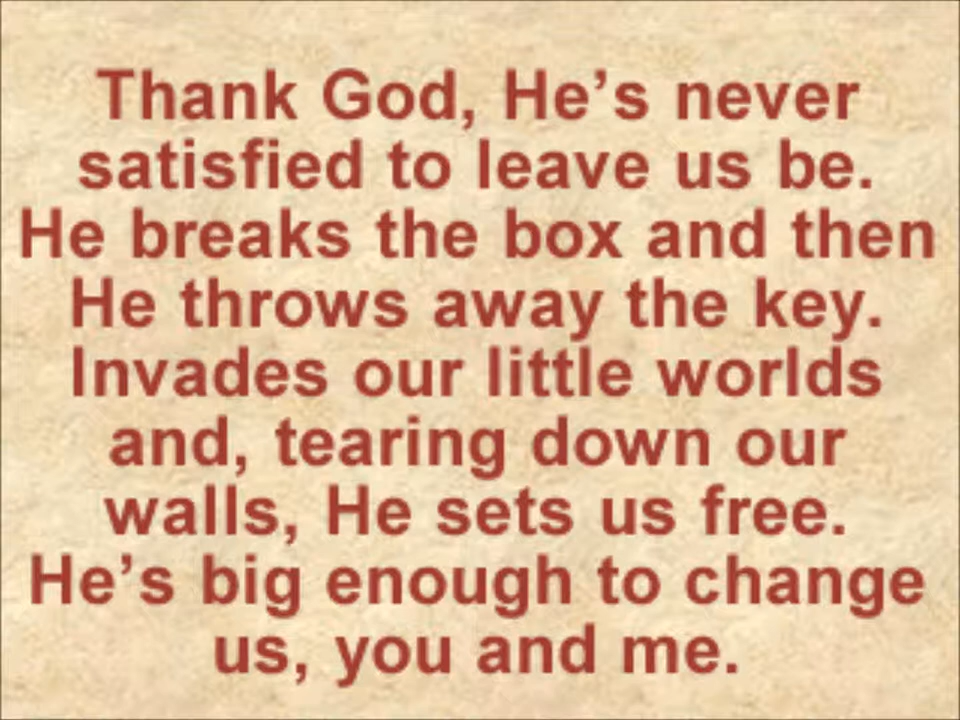 Thank God, He’s never
satisfied to leave us be.
He breaks the box and then
He throws away the key.
Invades our little worlds
and, tearing down our
walls, He sets us free.
He’s big enough to change
us, you and me.